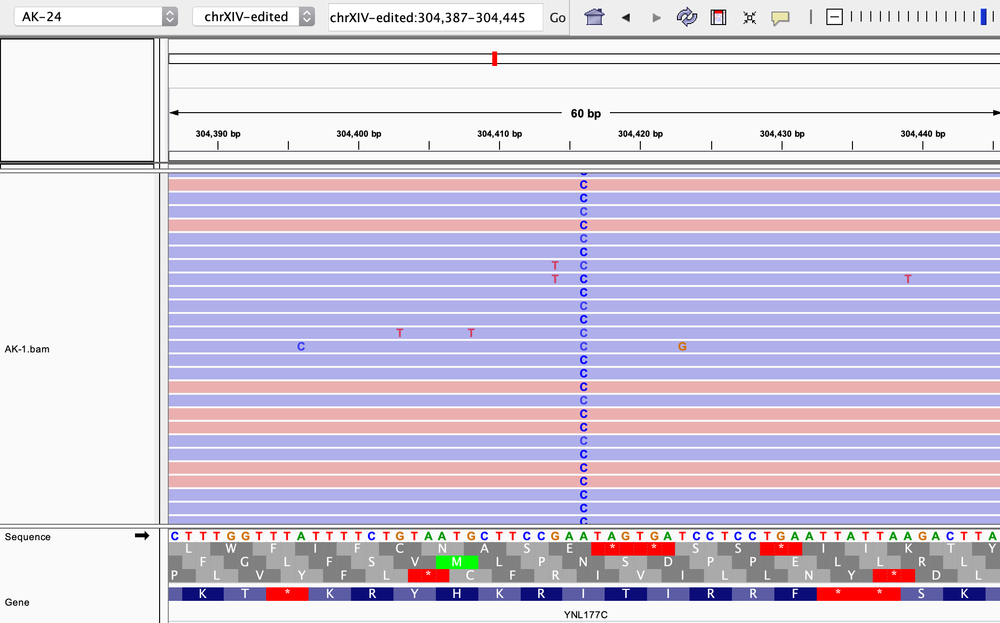 AK-24 chrXIV-edited chrXIV-edited:304,387-304,445 Go
60 bp
304,390 bp 304,400 bp 304,410 bp 304,420 bp 304,430 bp 304,440 bp
C
C
C
C
C
C
T C
T C T
C
C
C
T T C
C C G
AK-1.bam
C
C
C
C
C
C
C
C
C
C
C
C
C
Sequence C T T T G G T T T A T T T T C T G T A A T G C T T C C G A A T A G T G A T C C T C C T G A A T T A T T A A G A C T T A
L W F I F C N A S E * * S S * I I K T Y
F G L F S V M L P N S D P P E L L R L
P L V Y F L * C F R I V I L L N Y * D L
Gene K T * K R Y H K R I T I R R F * * S K
YNL177C